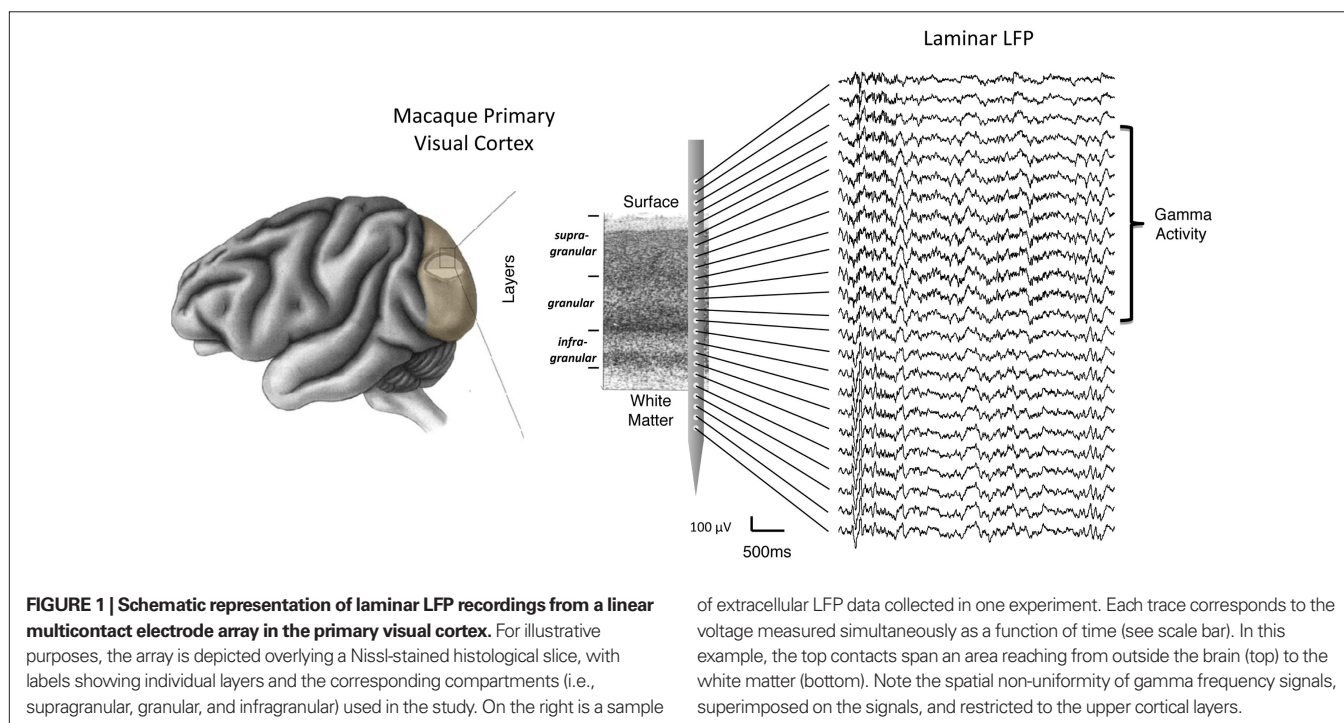 Laminar LFP
Macaque Primary
Visual Cortex
Surface
supra-
granular
Layers
granular
infra-
granular
White
Matter
Gamma
Activity
100 µV
500ms
FIGURE 1 | Schematic representation of laminar LFP recordings from a linear
multicontact electrode array in the primary visual cortex. For illustrative
purposes, the array is depicted overlying a Nissl-stained histological slice, with
labels showing individual layers and the corresponding compartments (i.e.,
supragranular, granular, and infragranular) used in the study. On the right is a sample
of extracellular LFP data collected in one experiment. Each trace corresponds to the
voltage measured simultaneously as a function of time (see scale bar). In this
example, the top contacts span an area reaching from outside the brain (top) to the
white matter (bottom). Note the spatial non-uniformity of gamma frequency signals,
superimposed on the signals, and restricted to the upper cortical layers.